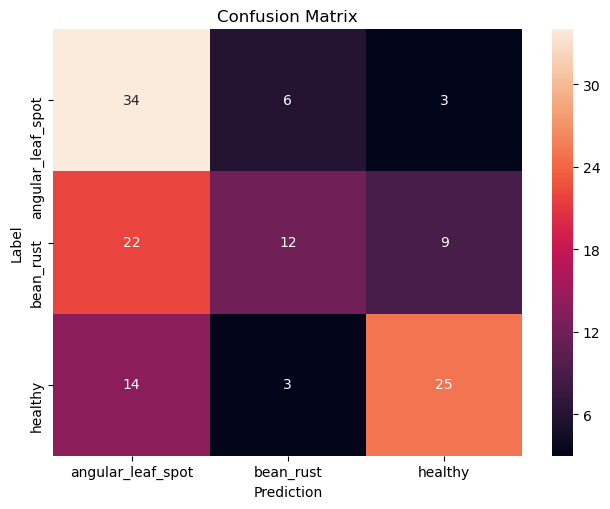 Confusion Matrix
Label
angular_leaf_spot
34 6 3
bean_rust
22 12 9
healthy
14 3 25
angular_leaf_spot bean_rust healthy
Prediction
30
24
18
12
6